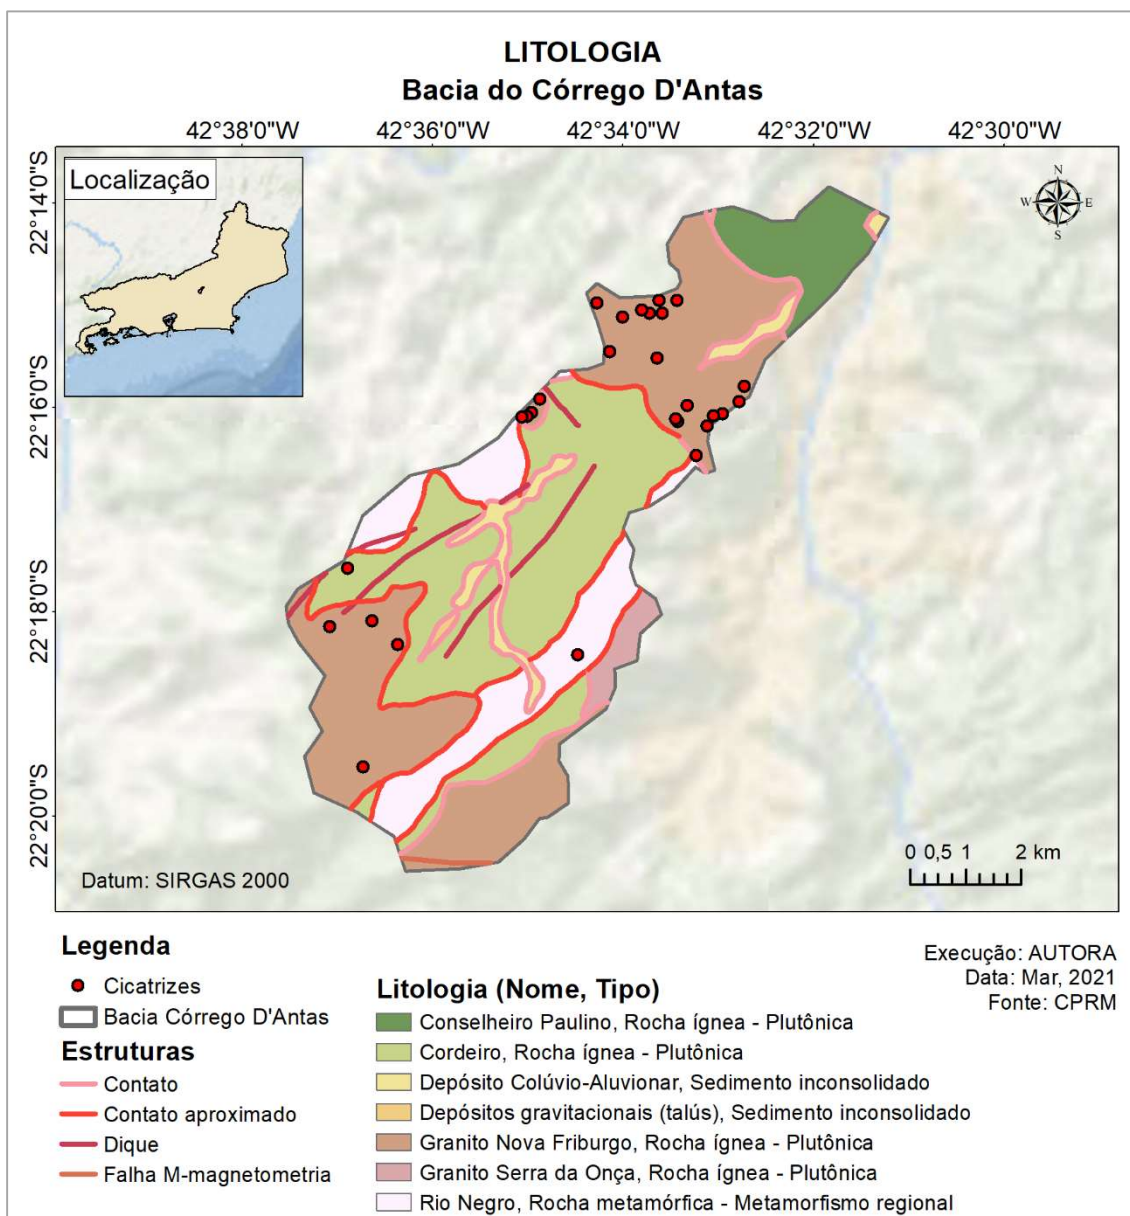 LITOLOGIA
Bacia do Córrego D'Antas
42°38'0"W 42°36'0"W 42°34'0"W 42°32'0"W 42°30'0"W
Localização
N
W E
S
22°14'0"S
22°16'0"S
22°18'0"S
22°20'0"S
0 0,5 1 2 km
Datum: SIRGAS 2000
Legenda
Cicatrizes
Bacia Córrego D'Antas
Estruturas
Contato
Contato aproximado
Dique
Falha M-magnetometria
Litologia (Nome, Tipo)
Conselheiro Paulino, Rocha ígnea - Plutônica
Cordeiro, Rocha ígnea - Plutônica
Depósito Colúvio-Aluvionar, Sedimento inconsolidado
Depósitos gravitacionais (talús), Sedimento inconsolidado
Granito Nova Friburgo, Rocha ígnea - Plutônica
Granito Serra da Onça, Rocha ígnea - Plutônica
Rio Negro, Rocha metamórfica - Metamorfismo regional
Execução: AUTORA
Data: Mar, 2021
Fonte: CPRM